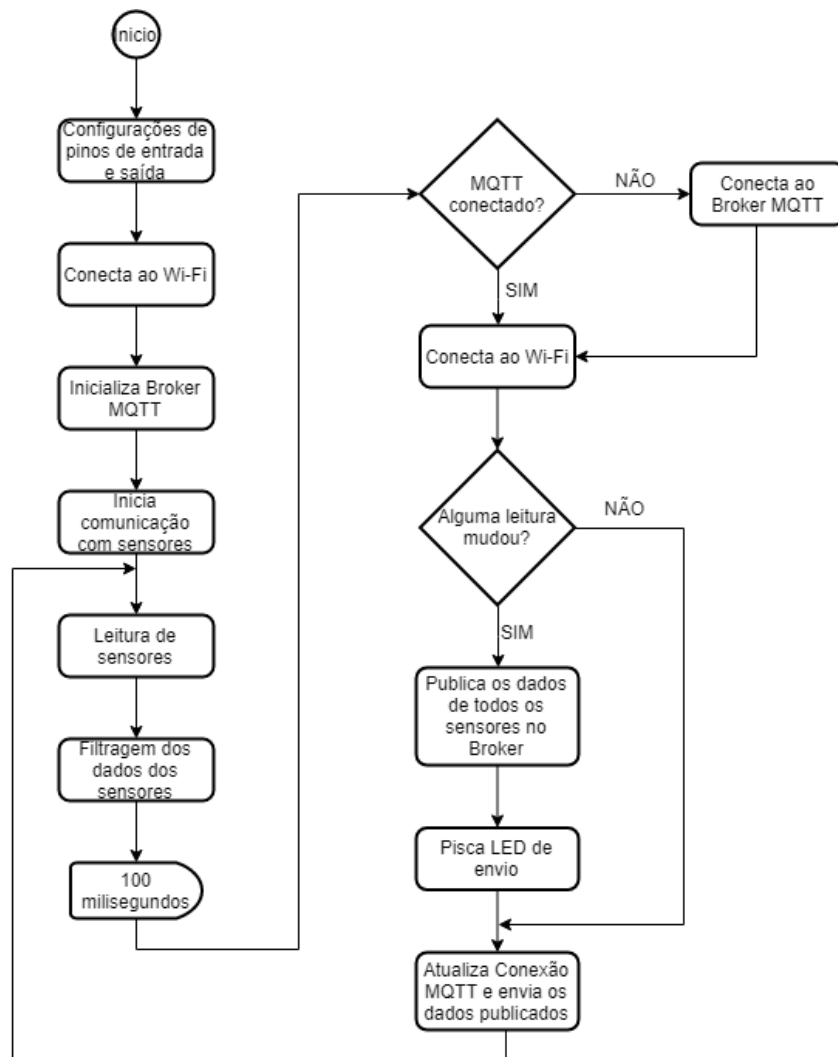 Inicio
Configurações de
pinos de entrada
e saída
Conecta ao Wi-Fi
Inicializa Broker
MQTT
Inicia
comunicação
com sensores
Leitura de
sensores
Filtragem dos
dados dos
sensores
100
milisegundos
MQTT
conectado?
NÃO
Conecta ao
Broker MQTT
SIM
Conecta ao Wi-Fi
Alguma leitura
mudou?
NÃO
SIM
Publica os dados
de todos os
sensores no
Broker
Pisca LED de
envio
Atualiza Conexão
MQTT e envia os
dados publicados